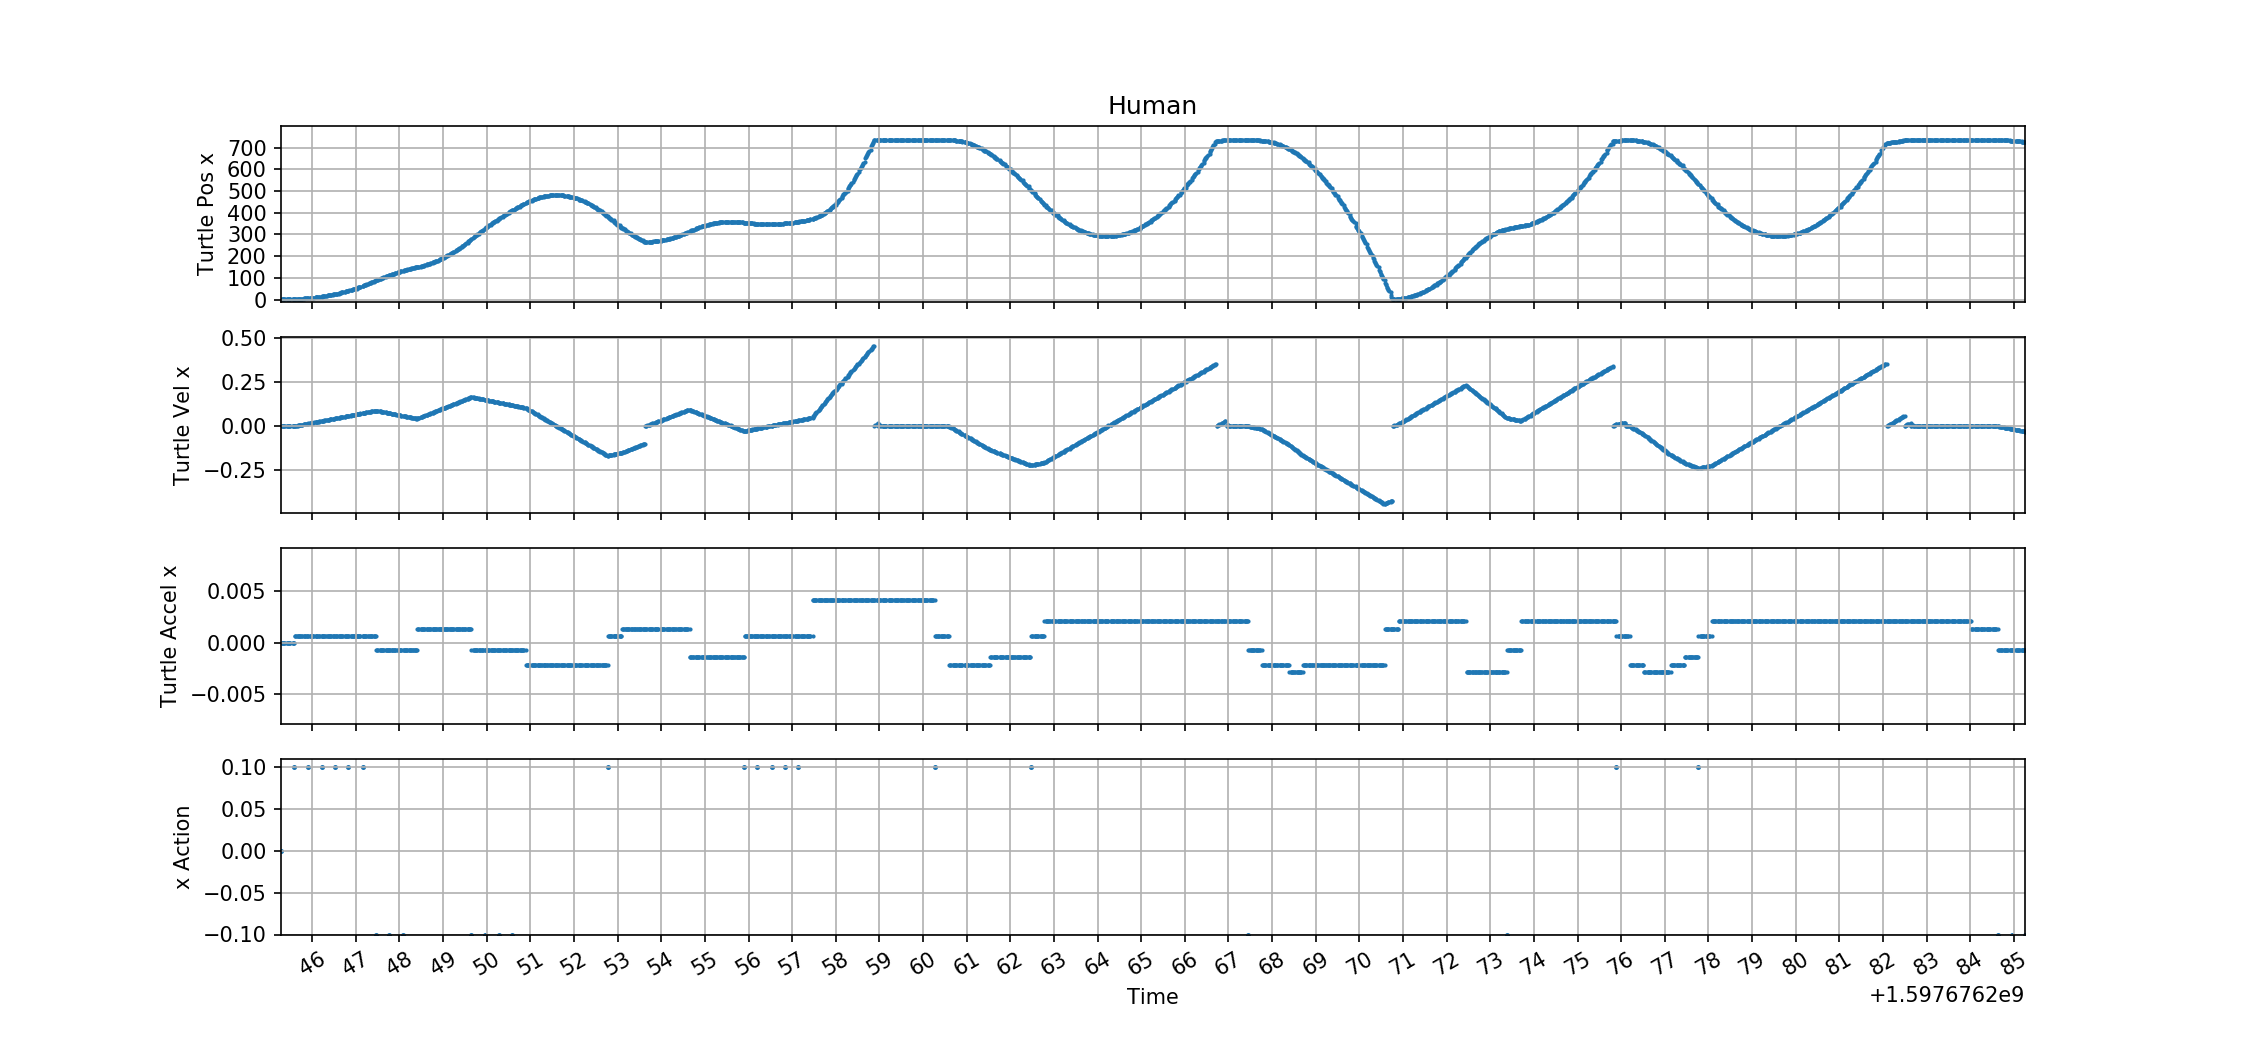 Human
Turtle Pos x
700
600
500
400
300
200
100
0
Turtle Vel x
0.50
0.25
0.00
−0.25
Turtle Accel x
0.005
0.000
−0.005
x Action
0.10
0.05
0.00
−0.05
−0.10
46 47 48 49 50 51 52 53 54 55 56 57 58 59 60 61 62 63 64 65 66 67 68 69 70 71 72 73 74 75 76 77 78 79 80 81 82 83 84 85
Time
+1.5976762e9